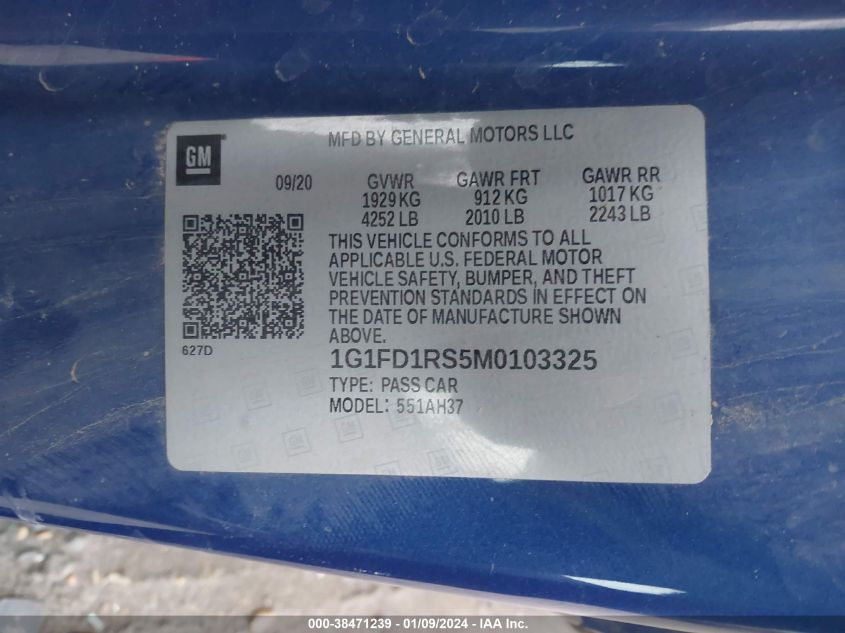 GM
MFD BY GENERAL MOTORS LLC
09/20 GVWR GAWR FRT GAWR RR
1929 KG 912 KG 1017 KG
4252 LB 2010 LB 2243 LB
THIS VEHICLE CONFORMS TO ALL
APPLICABLE U.S. FEDERAL MOTOR
VEHICLE SAFETY, BUMPER, AND THEFT
PREVENTION STANDARDS IN EFFECT ON
THE DATE OF MANUFACTURE SHOWN
ABOVE.
627D
1G1FD1RS5M0103325
TYPE: PASS CAR
MODEL: 551AH37
000-38471239 - 01/09/2024 - IAAI.COM